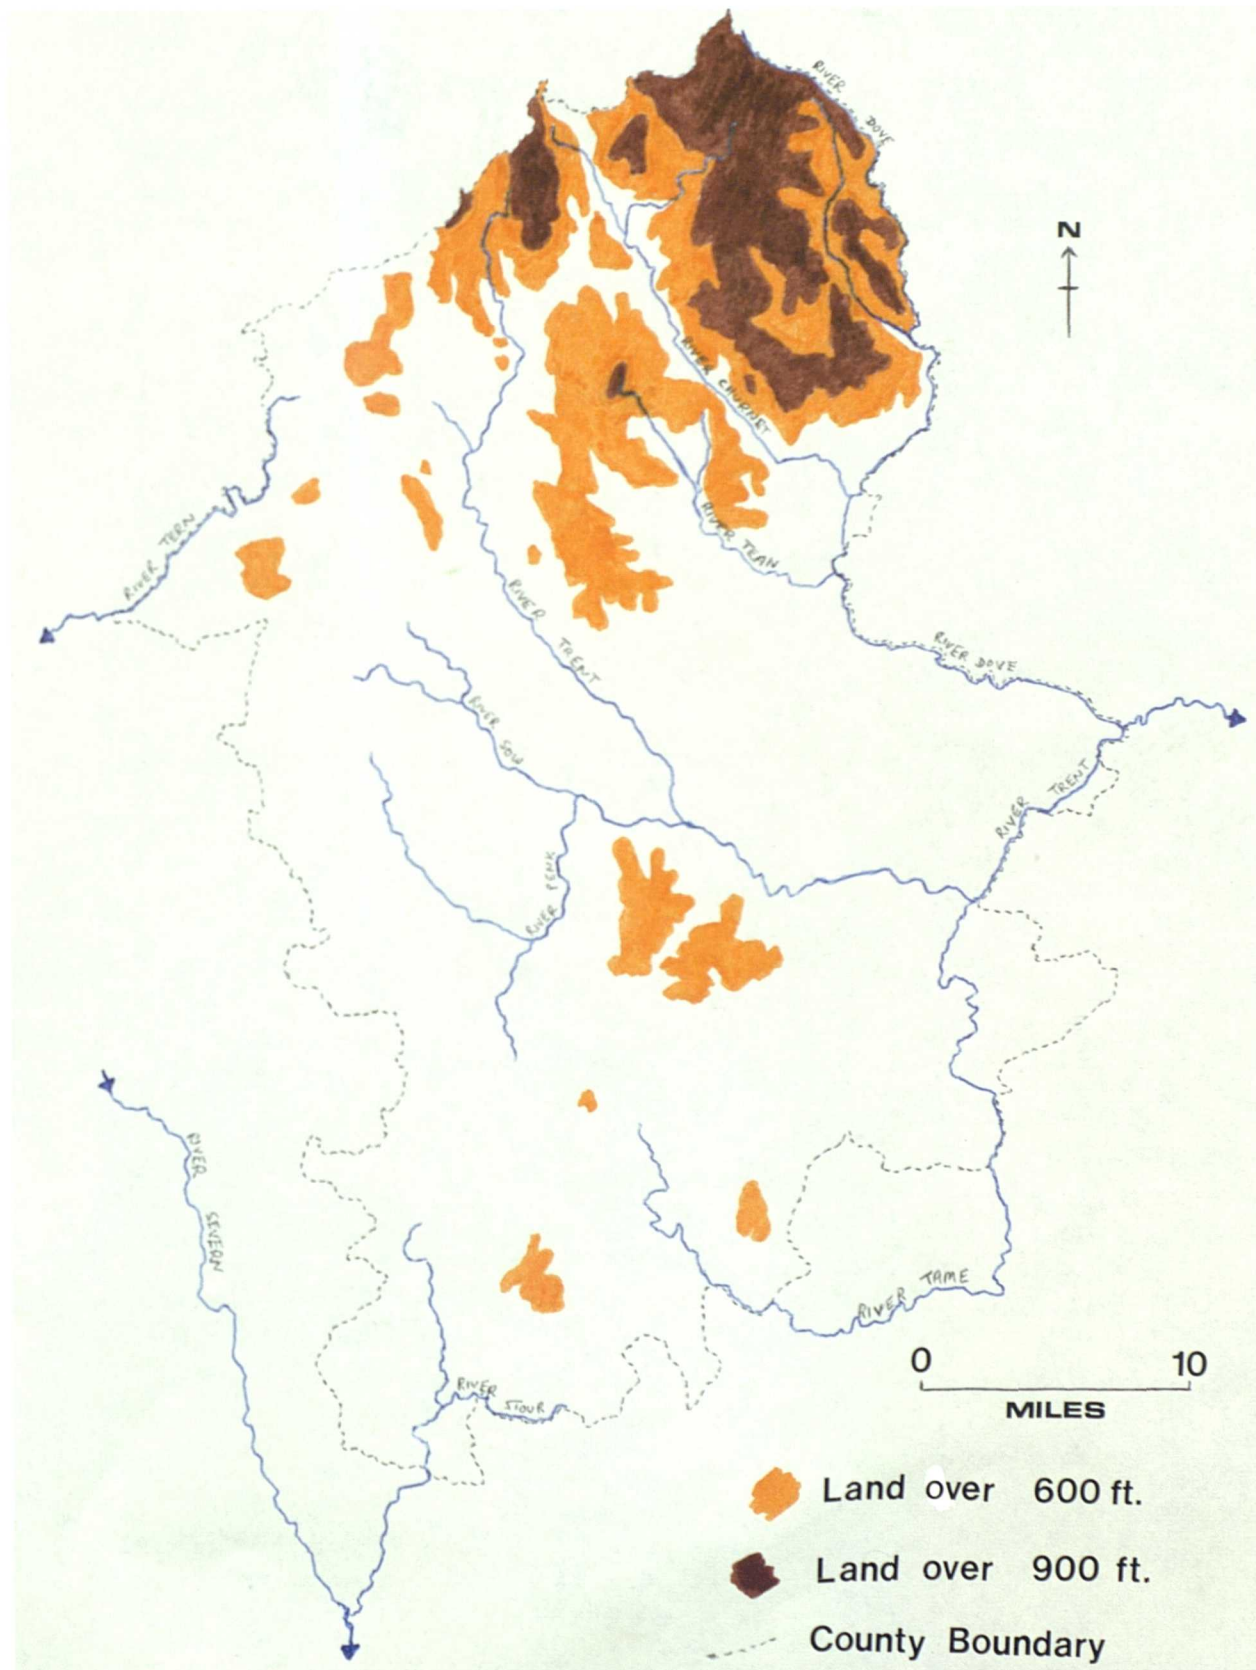 RIVER DOVE
N
RIVER CHURNET
RIVER TERN
RIVER TEAN
RIVER TRENT
RIVER DOVE
RIVER SOW
RIVER TRENT
RIVER PENK
RIVER SEVERN
RIVER TAME
0 10
MILES
RIVER STOUR
Land over 600 ft.
Land over 900 ft.
County Boundary